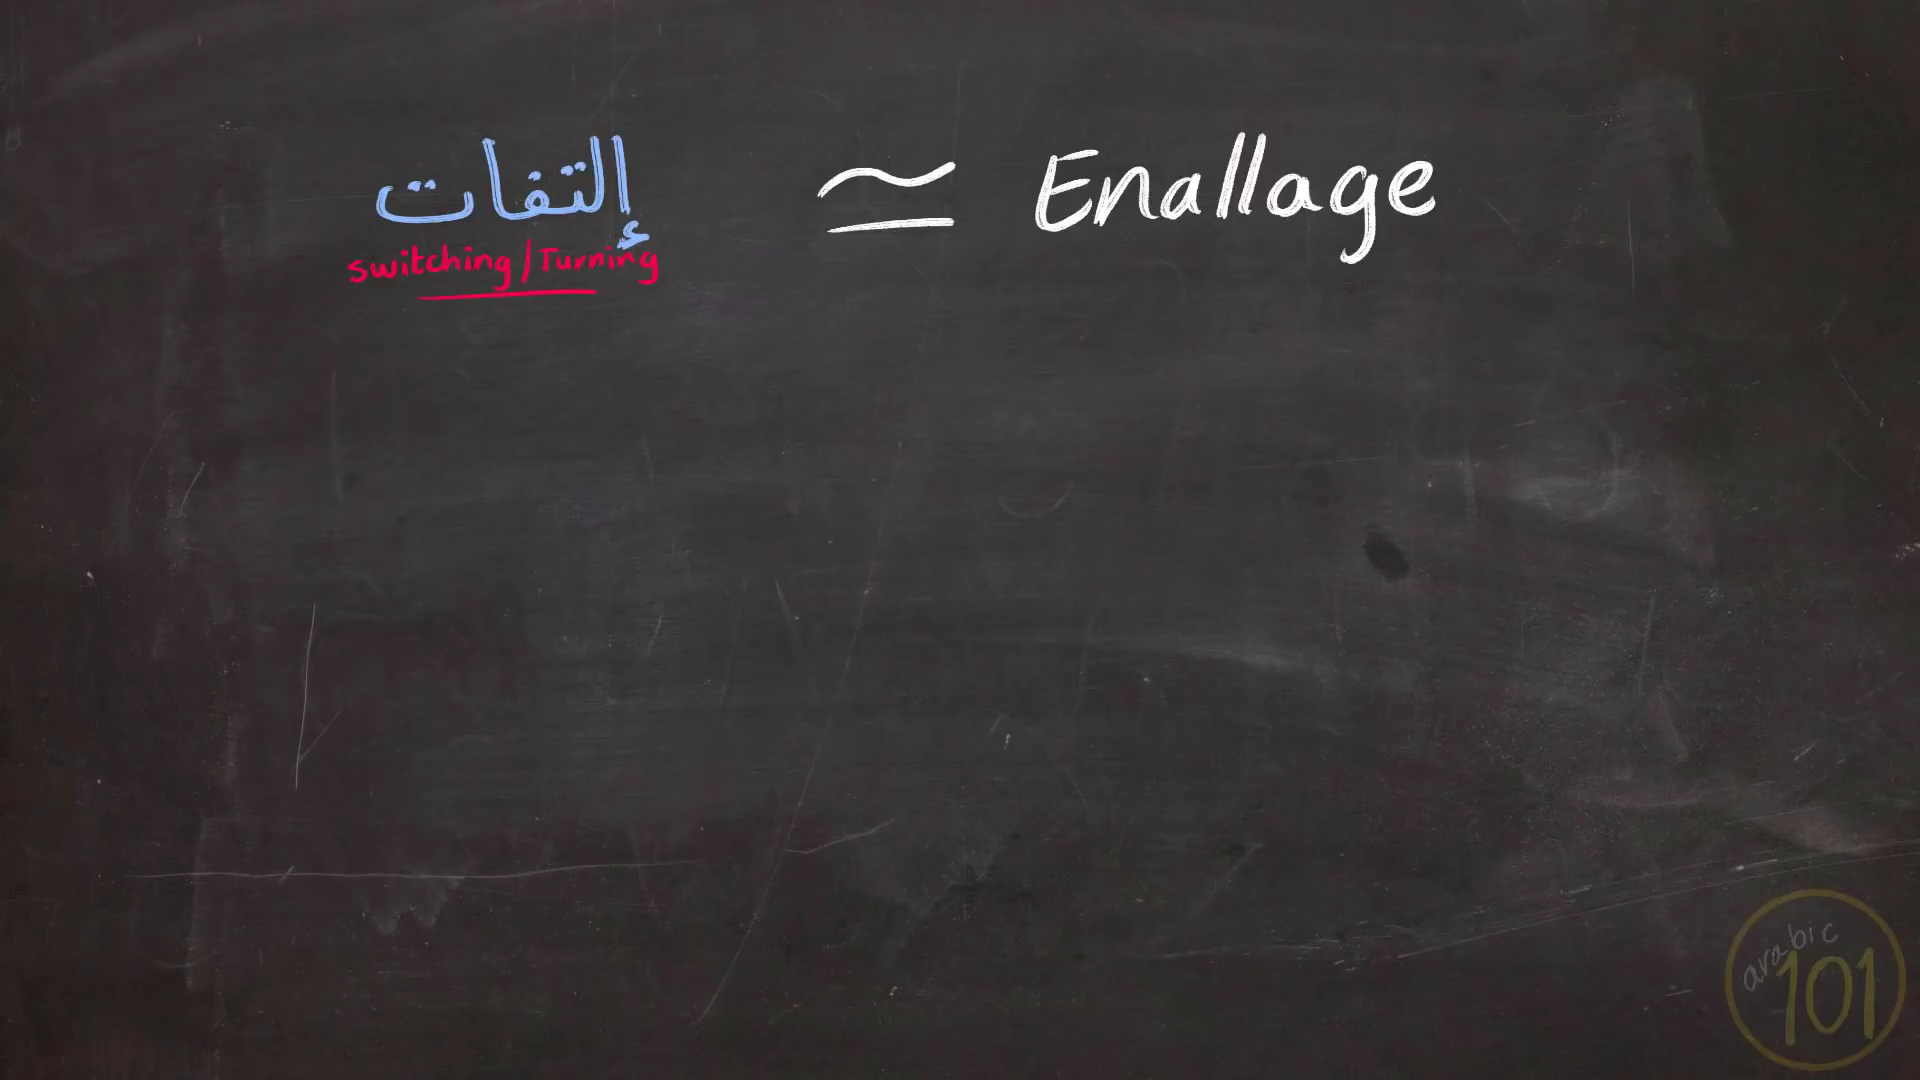 إلتفات ≃ Enallage
switching/Turning
arabic
101